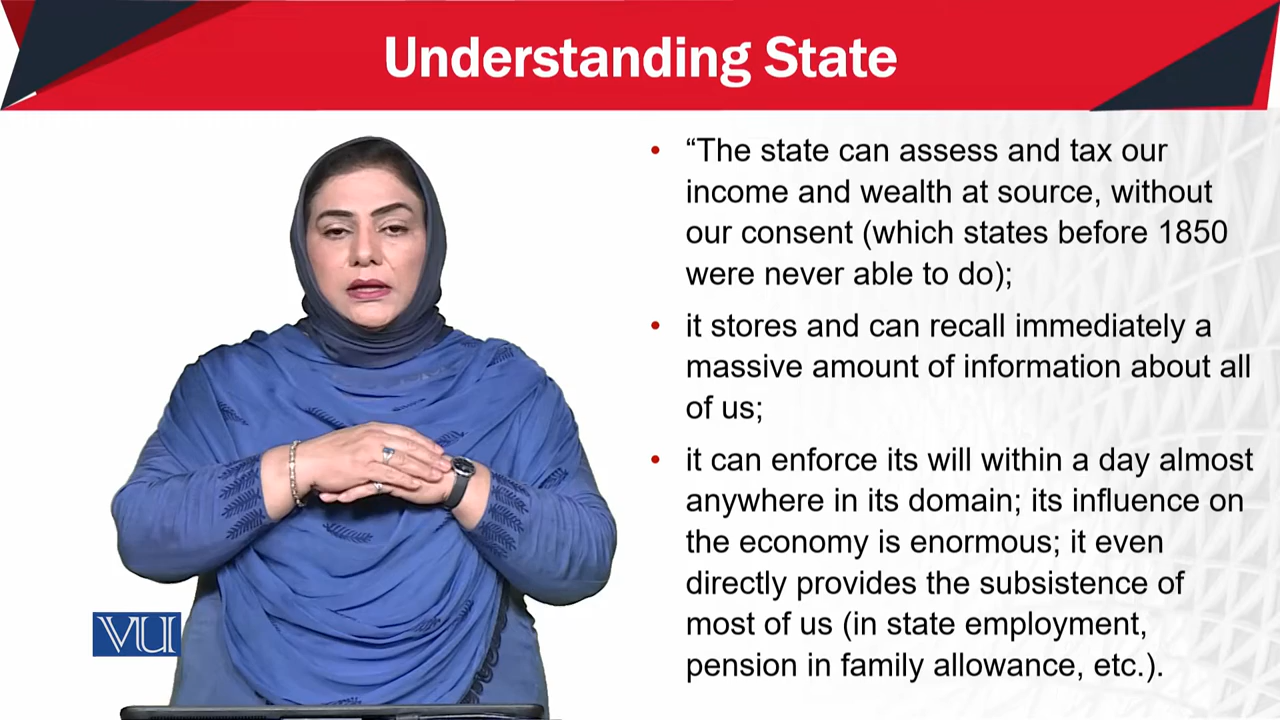 Understanding State
• “The state can assess and tax our
income and wealth at source, without
our consent (which states before 1850
were never able to do);
• it stores and can recall immediately a
massive amount of information about all
of us;
• it can enforce its will within a day almost
anywhere in its domain; its influence on
the economy is enormous; it even
directly provides the subsistence of
most of us (in state employment,
pension in family allowance, etc.).
VU